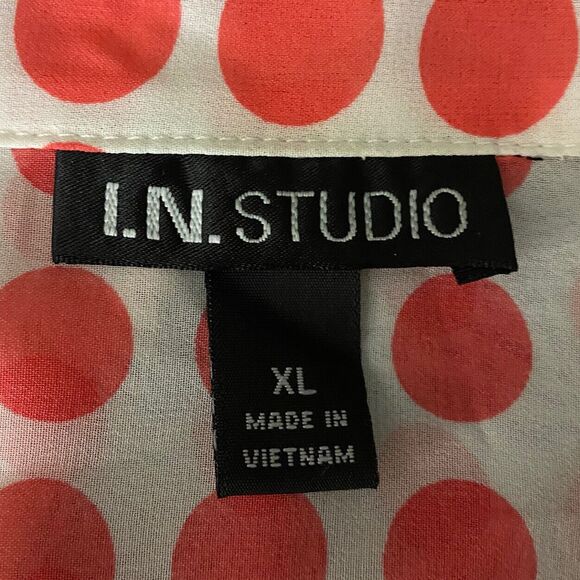 I.N. STUDIO
XL
MADE IN
VIETNAM